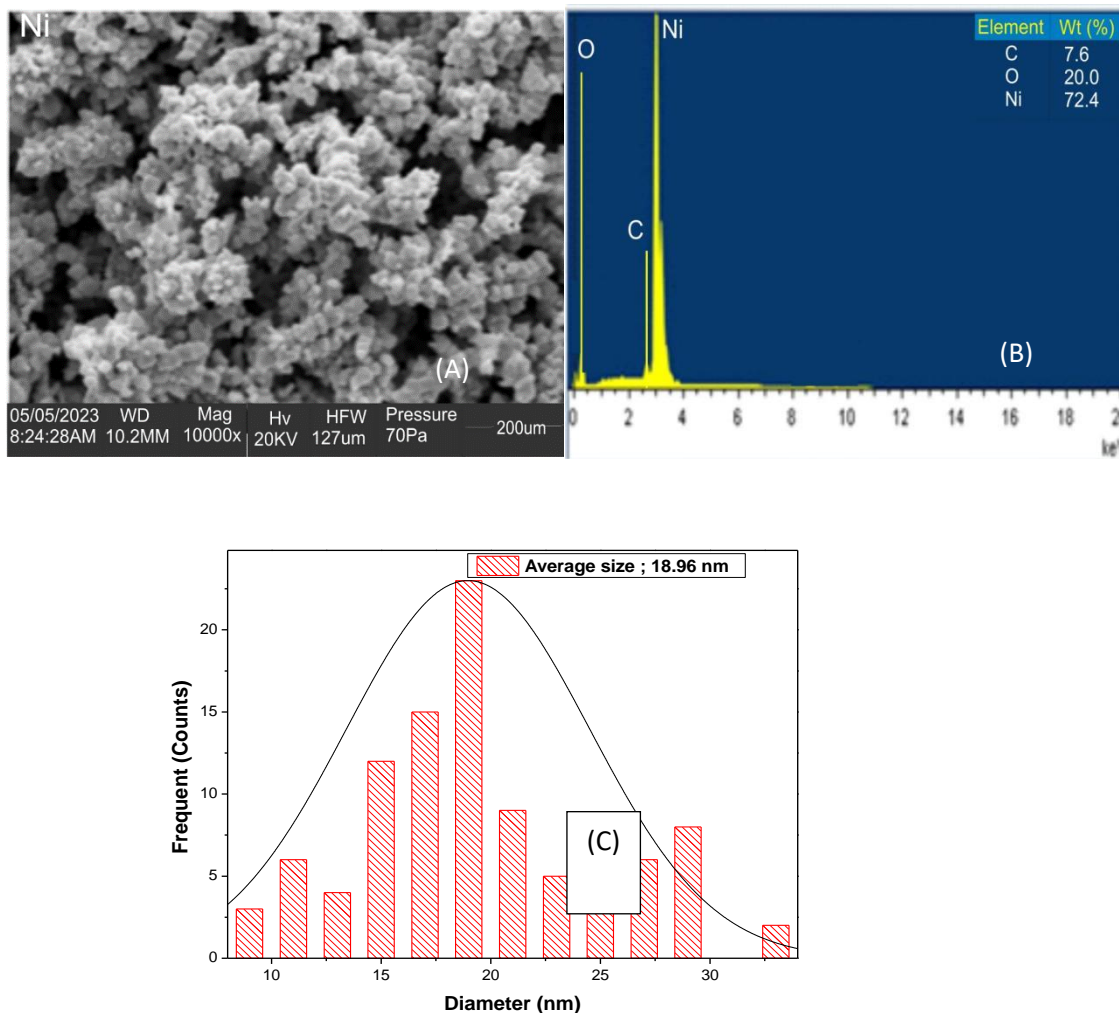 Ni
(A)
05/05/2023 WD Mag Hv HFW Pressure
8:24:28AM 10.2MM 10000x 20KV 127um 70Pa 200um
Element Wt (%)
C 7.6
O 20.0
Ni 72.4
O
Ni
C
(B)
0 2 4 6 8 10 12 14 16 18 2
ke
Average size ; 18.96 nm
Frequent (Counts)
20
15
10
5
0
(C)
10 15 20 25 30
Diameter (nm)